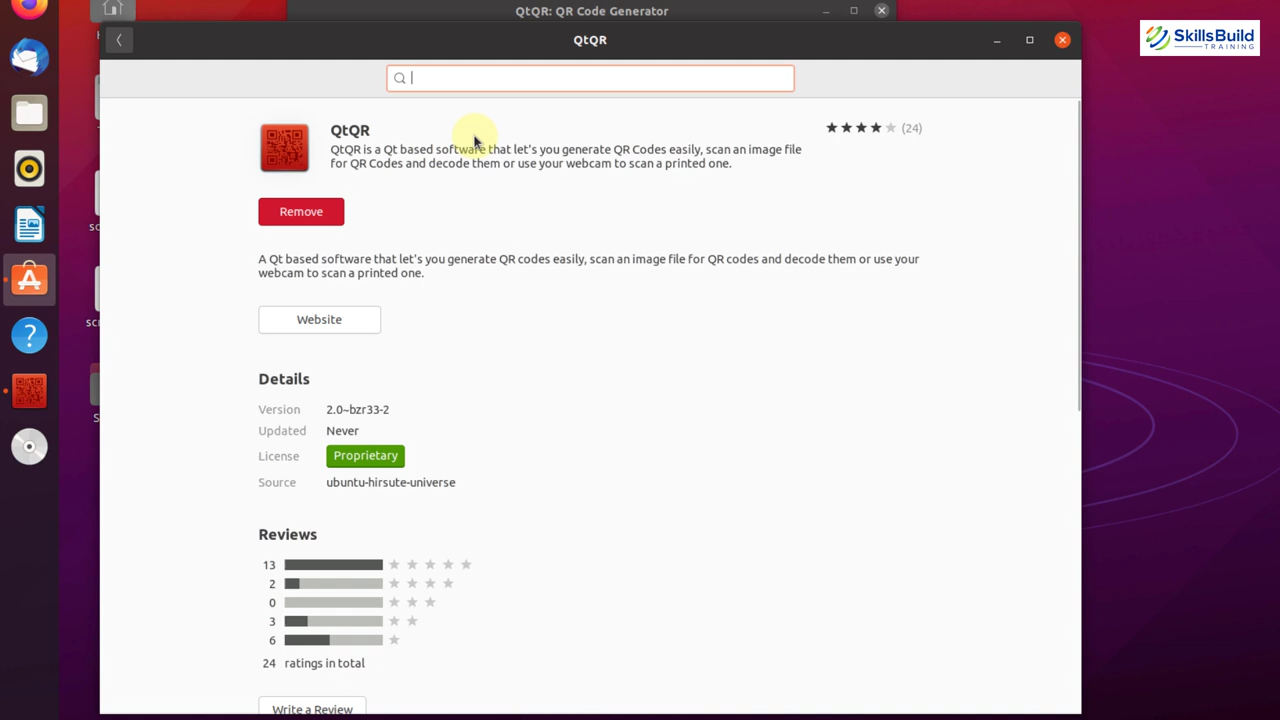 QtQR: QR Code Generator
QtQR
SkillsBuild
TRAINING
QtQR
QtQR is a Qt based software that let's you generate QR Codes easily, scan an image file
for QR Codes and decode them or use your webcam to scan a printed one.
(24)
Remove
A Qt based software that let's you generate QR codes easily, scan an image file for QR codes and decode them or use your
webcam to scan a printed one.
Website
Details
Version 2.0~bzr33-2
Updated Never
License Proprietary
Source ubuntu-hirsute-universe
Reviews
13
2
0
3
6
24 ratings in total
Write a Review